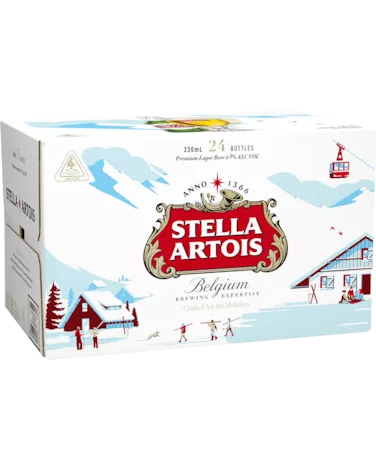 330mL 24 BOTTLES
Premium Lager Beer 4.9% ALC/VOL
ANNO 1366
STELLA
ARTOIS
Belgium
BREWING EXPERTISE
Crafted for the Holidays
STELLA ARTOIS